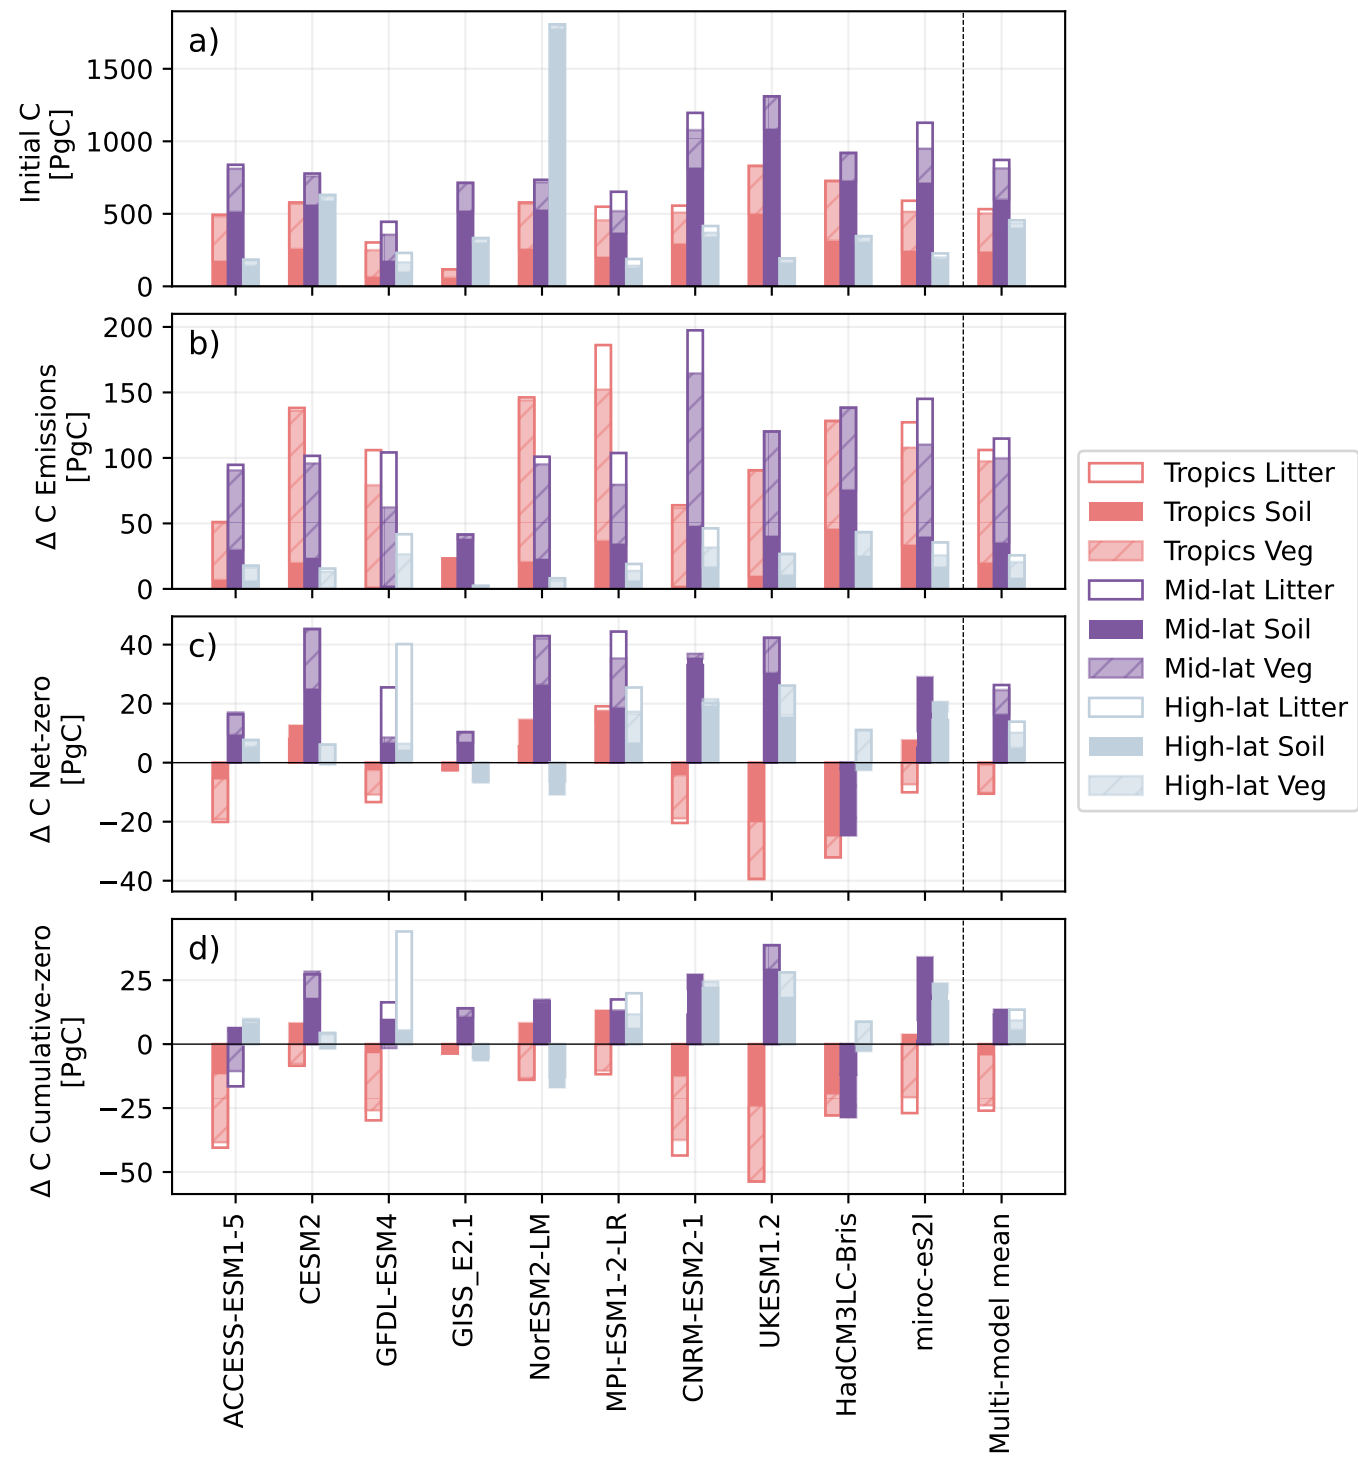 a)
Initial C
[PgC]
1500
1000
500
0
b)
Δ C Emissions
[PgC]
200
150
100
50
0
c)
Δ C Net-zero
[PgC]
40
20
0
−20
−40
d)
Δ C Cumulative-zero
[PgC]
25
0
−25
−50
ACCESS-ESM1-5
CESM2
GFDL-ESM4
GISS_E2.1
NorESM2-LM
MPI-ESM1-2-LR
CNRM-ESM2-1
UKESM1.2
HadCM3LC-Bris
miroc-es2l
Multi-model mean
Tropics Litter
Tropics Soil
Tropics Veg
Mid-lat Litter
Mid-lat Soil
Mid-lat Veg
High-lat Litter
High-lat Soil
High-lat Veg